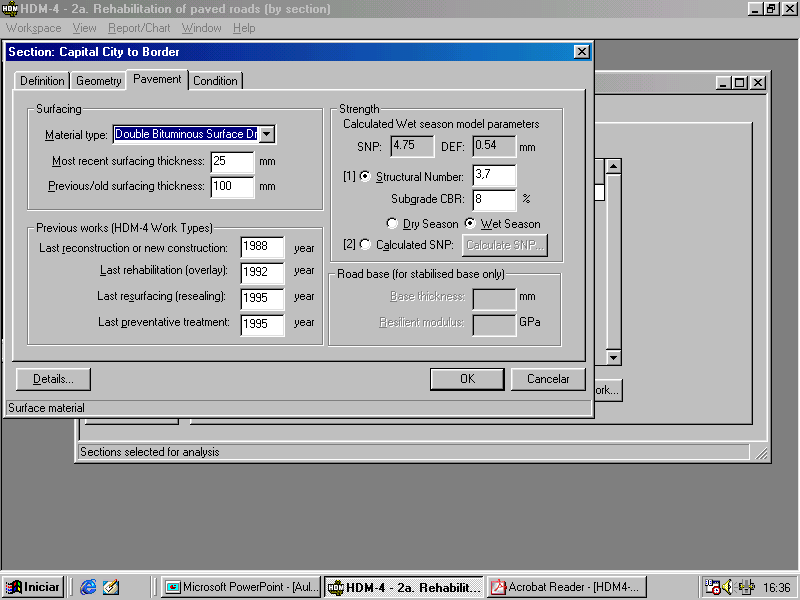 HDM-4 - 2a. Rehabilitation of paved roads (by section)
Workspace View Report/Chart Window Help
Section: Capital City to Border
Definition Geometry Pavement Condition
Surfacing
Material type: Double Bituminous Surface Dr
Most recent surfacing thickness: 25 mm
Previous/old surfacing thickness: 100 mm
Previous works (HDM-4 Work Types)
Last reconstruction or new construction: 1988 year
Last rehabilitation (overlay): 1992 year
Last resurfacing (resealing): 1995 year
Last preventative treatment: 1995 year
Strength
Calculated Wet season model parameters
SNP: 4.75 DEF: 0.54 mm
[1] Structural Number: 3,7
Subgrade CBR: 8 %
Dry Season Wet Season
[2] Calculated SNP: Calculate SNP...
Road base (for stabilised base only)
Base thickness: mm
Resilient modulus: GPa
Details... OK Cancelar
Surface material
ork...
Sections selected for analysis
Iniciar Microsoft PowerPoint - [Aul... HDM-4 - 2a. Rehabilit... Acrobat Reader - [HDM4-... 16:36